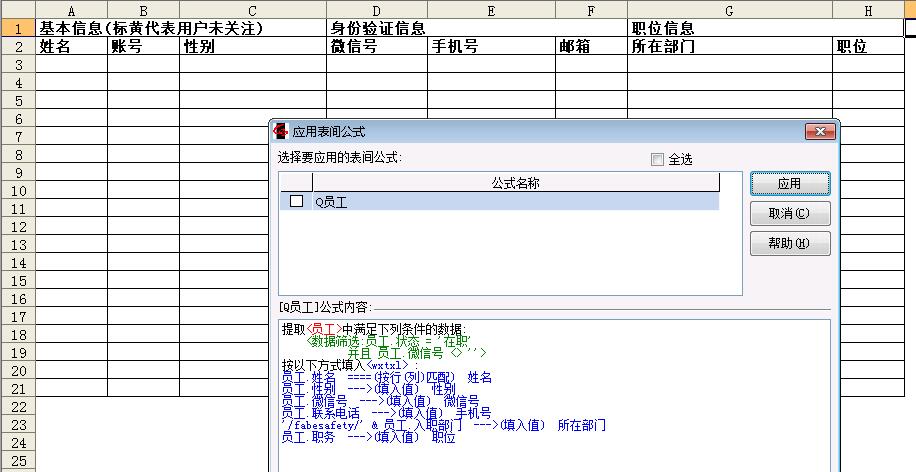 A B C D E F G H
1 基本信息(标黄代表用户未关注) 身份验证信息 职位信息
2 姓名 账号 性别 微信号 手机号 邮箱 所在部门 职位
3
4
5
6
应用表间公式
7
选择要应用的表间公式: 全选
8
公式名称
9
应用
10
Q员工
11
取消(C)
12
13
帮助(H)
14
15
16
[Q员工]公式内容:
17
提取<员工>中满足下列条件的数据:
18
<数据筛选:员工.状态 = '在职'
19
并且 员工.微信号 <> ''>
20
按以下方式填入<wxtxl> :
员工.姓名 ====(按行(列)匹配) 姓名
21
员工.性别 --->(填入值) 性别
22
员工.微信号 --->(填入值) 微信号
员工.联系电话 --->(填入值) 手机号
23
'/fabesafety/' & 员工.入职部门 --->(填入值) 所在部门
24
员工.职务 --->(填入值) 职位
25